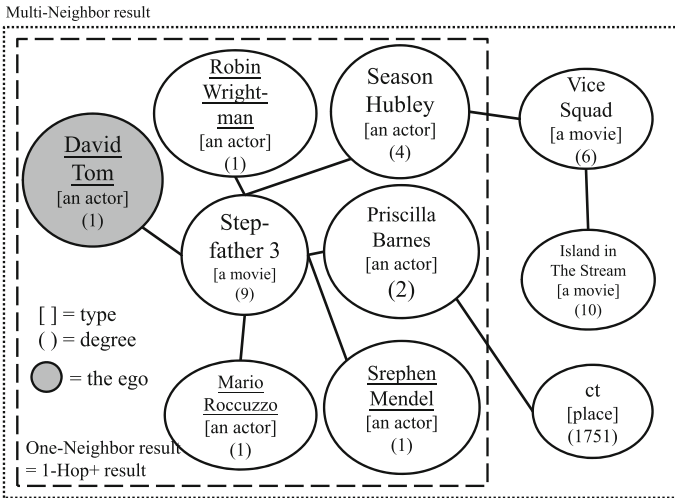 Multi-Neighbor result
Robin
Wright-
man
[an actor]
(1)
Season
Hubley
[an actor]
(4)
Vice
Squad
[a movie]
(6)
David
Tom
[an actor]
(1)
Step-
father 3
[a movie]
(9)
Priscilla
Barnes
[an actor]
(2)
Island in
The Stream
[a movie]
(10)
[ ] = type
( ) = degree
= the ego
Mario
Roccuzzo
[an actor]
(1)
Srephen
Mendel
[an actor]
(1)
ct
[place]
(1751)
One-Neighbor result
= 1-Hop+ result